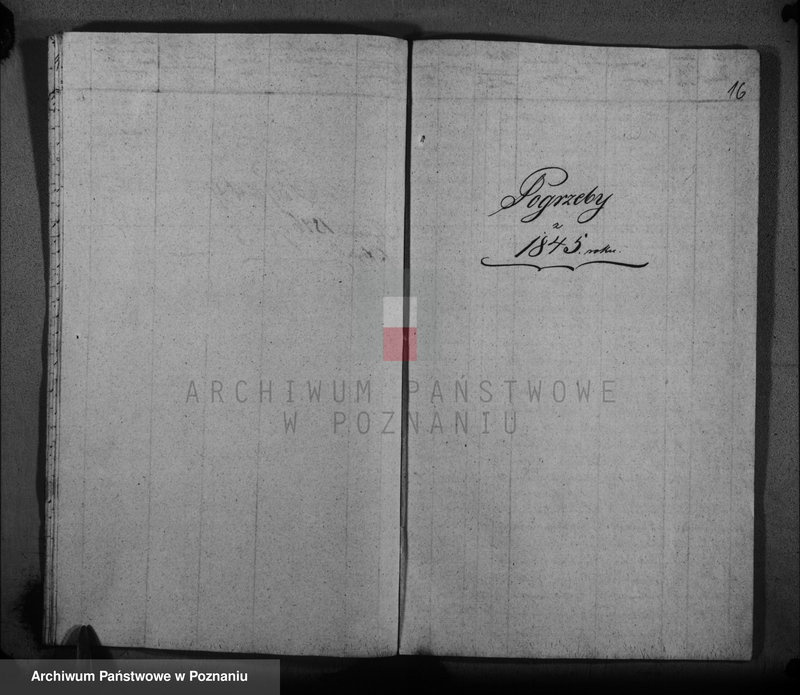 16
Pogrzeby
z
1845. roku.
ARCHIWUM PAŃSTWOWE
W POZNANIU
Archiwum Państwowe w Poznaniu